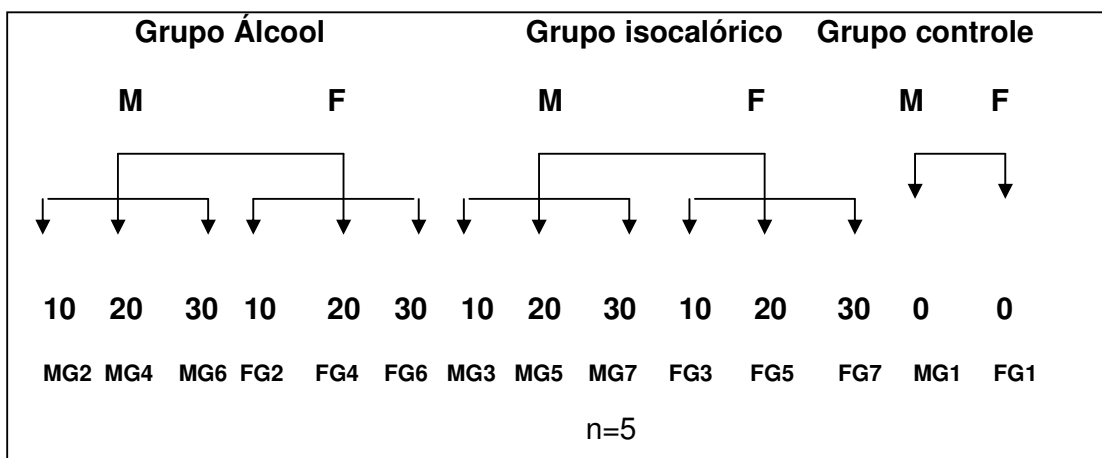 Grupo Álcool Grupo isocalórico Grupo controle
M F M F M F
10 20 30 10 20 30 10 20 30 10 20 30 0 0
MG2 MG4 MG6 FG2 FG4 FG6 MG3 MG5 MG7 FG3 FG5 FG7 MG1 FG1
n=5